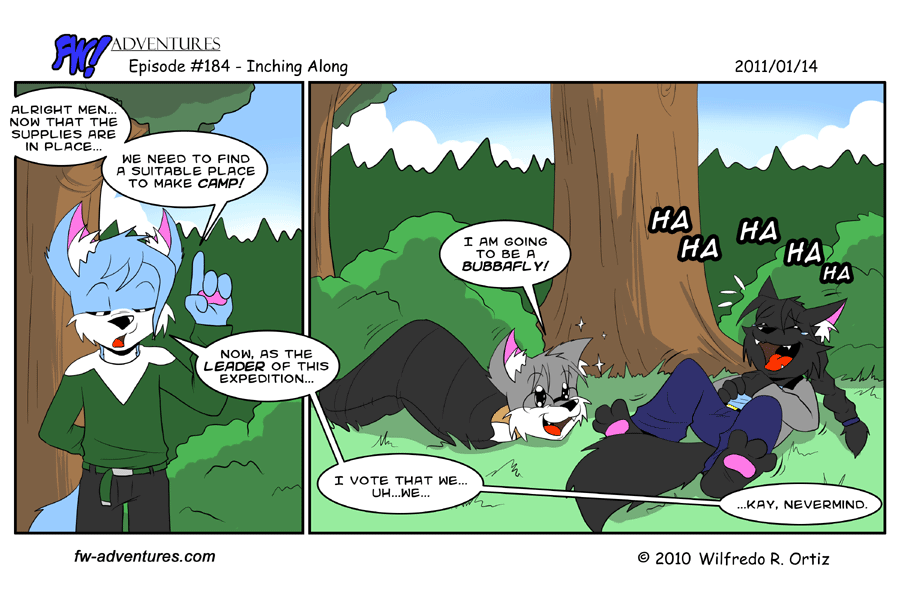 FW! ADVENTURES
Episode #184 - Inching Along
2011/01/14
ALRIGHT MEN...
NOW THAT THE
SUPPLIES ARE
IN PLACE...
WE NEED TO FIND
A SUITABLE PLACE
TO MAKE CAMP!
NOW, AS THE
LEADER OF THIS
EXPEDITION...
I AM GOING
TO BE A
BUBBAFLY!
HA
HA
HA
HA
HA
I VOTE THAT WE...
UH...WE...
...KAY, NEVERMIND.
fw-adventures.com
© 2010 Wilfredo R. Ortiz